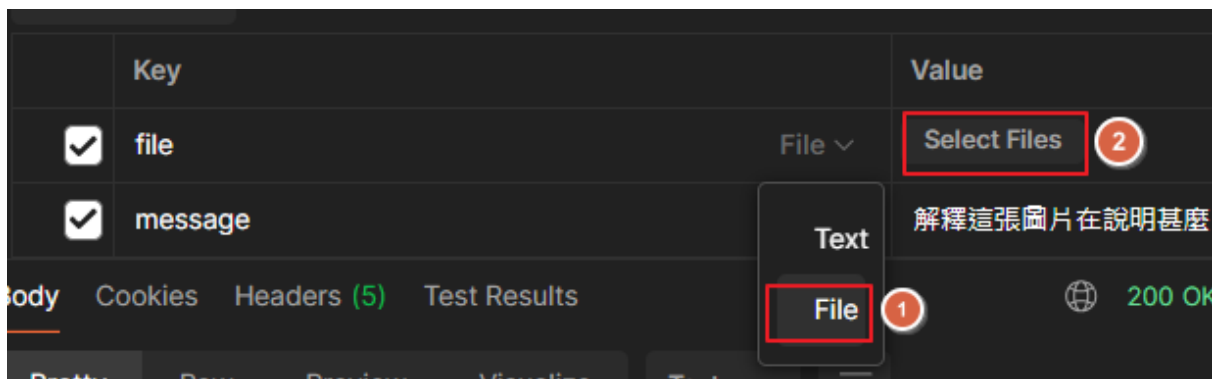 Key Value
file File Select Files 2
message 解釋這張圖片在說明甚麼
Text
File 1
Body Cookies Headers (5) Test Results 200 OK